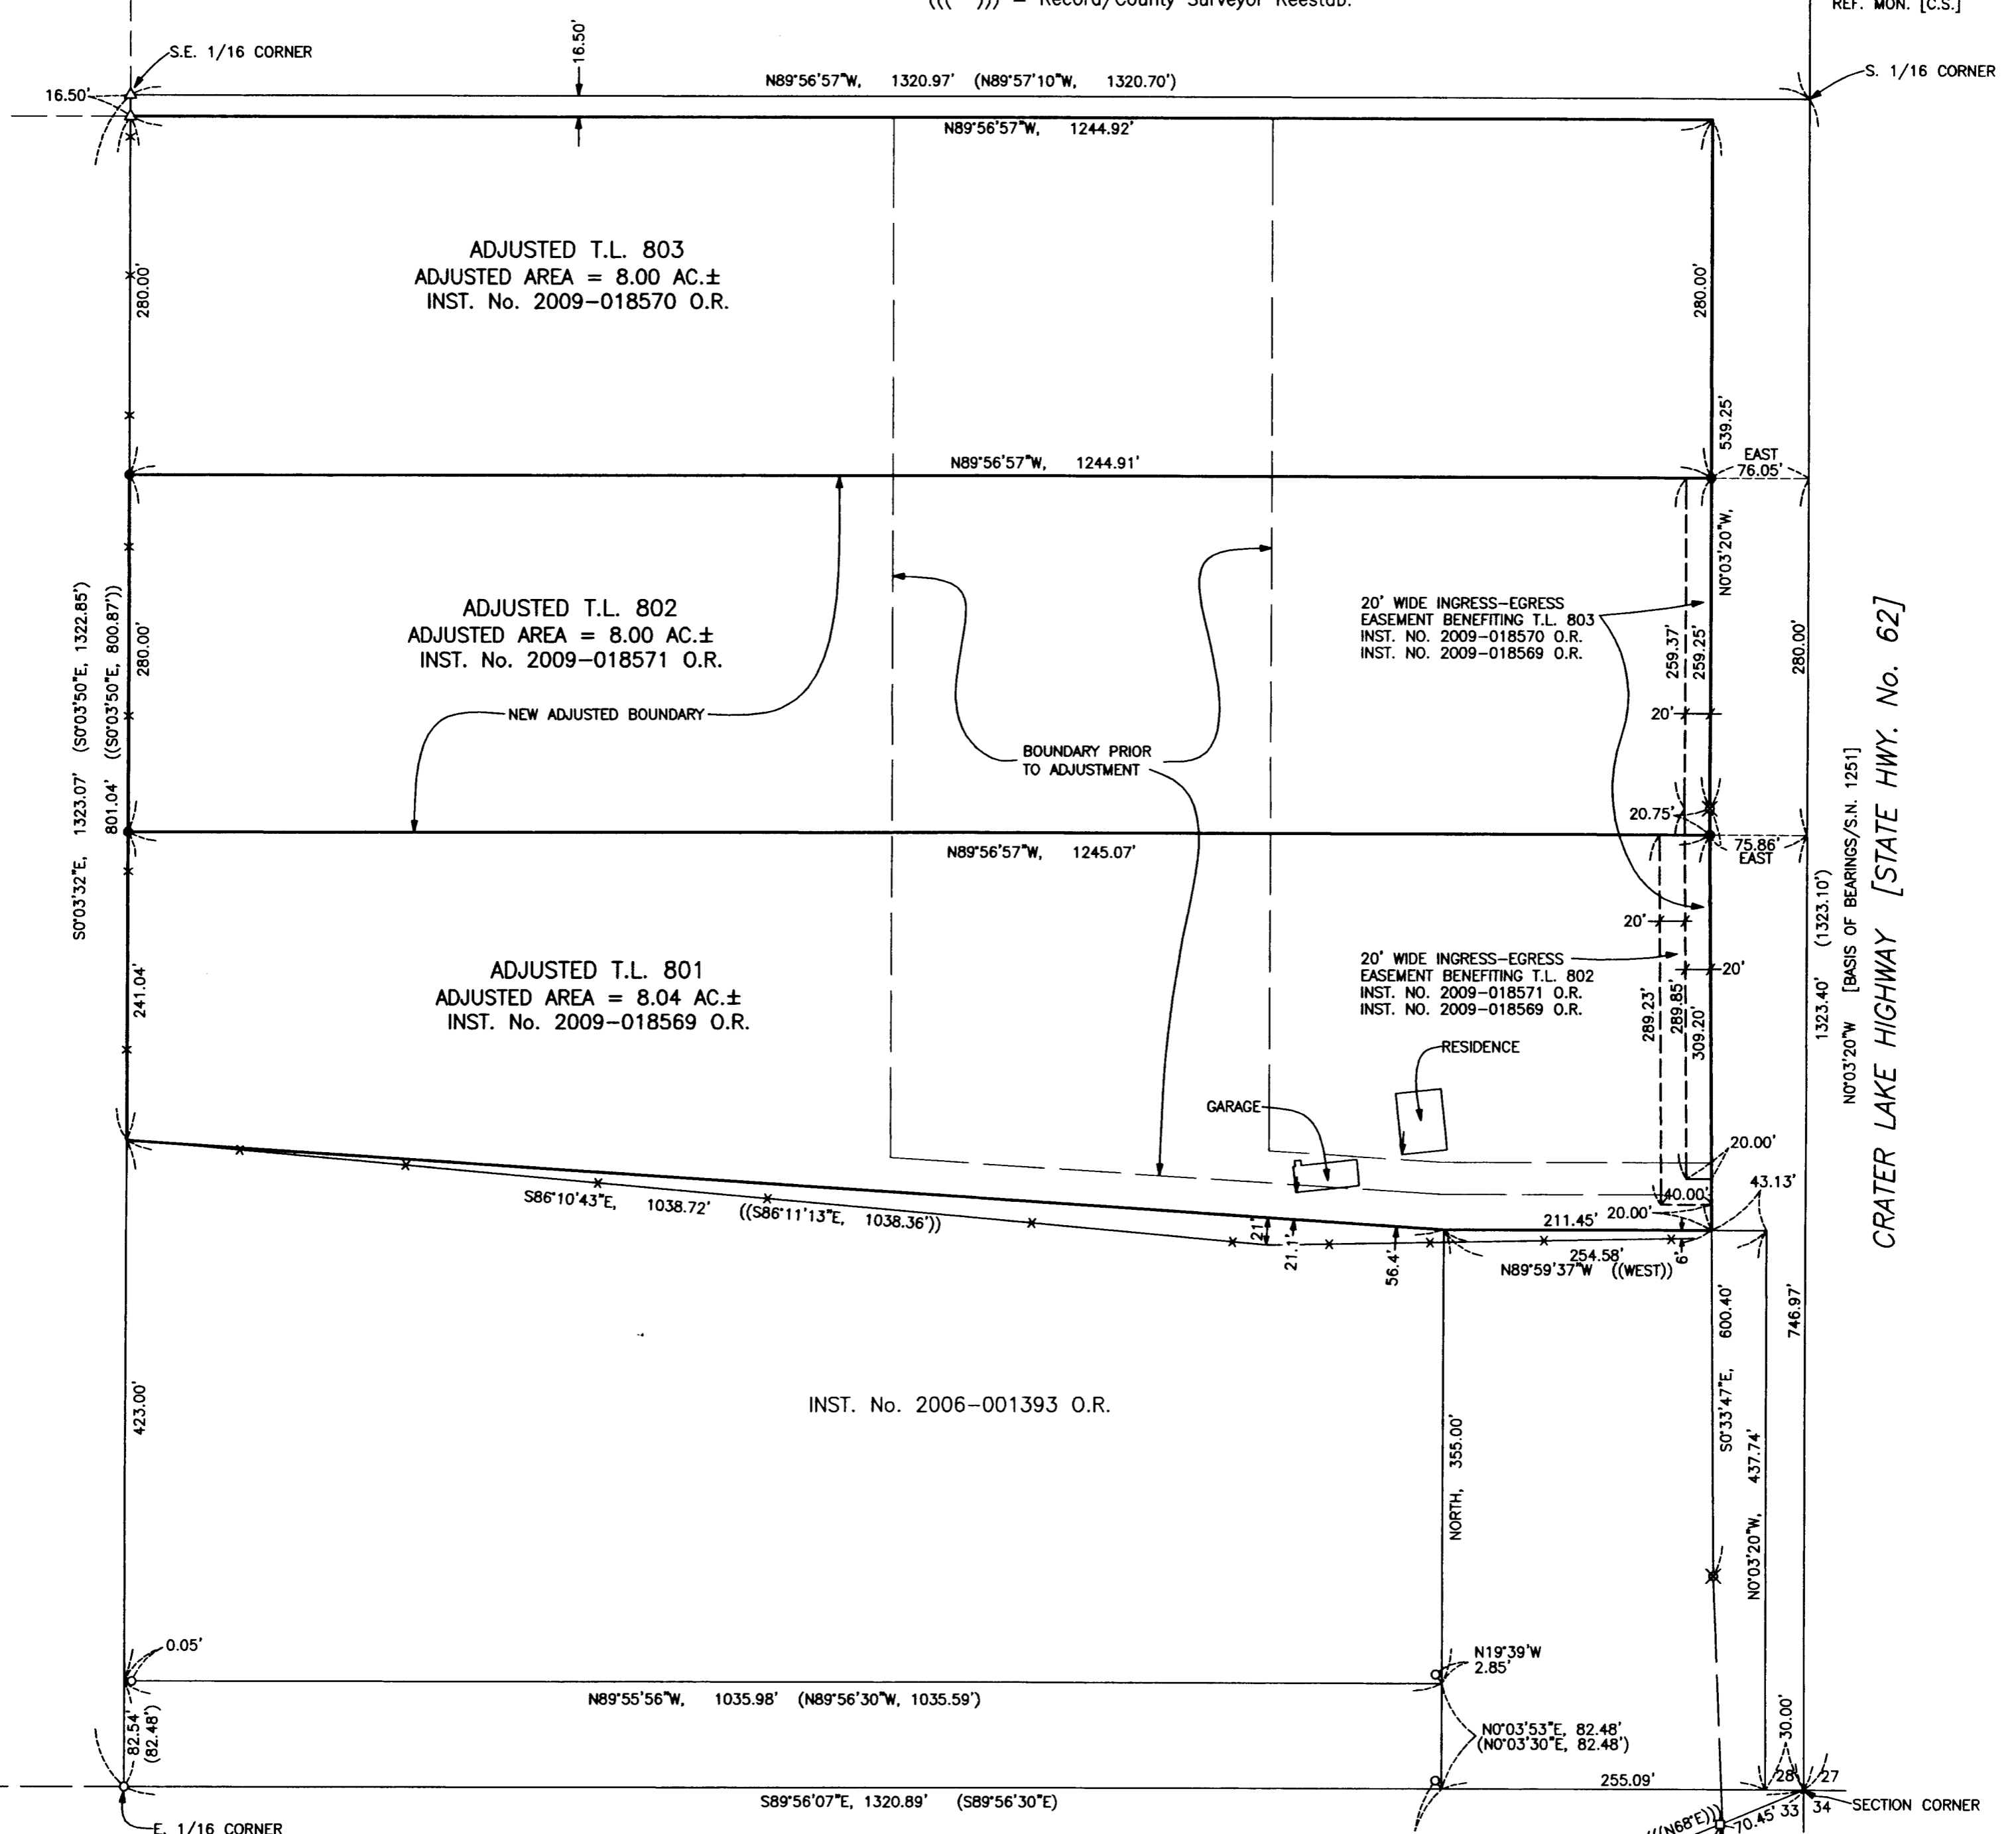 ((( ))) – Record/County Surveyor Reestab.
REF. MON. [C.S.]
S.E. 1/16 CORNER
16.50'
N89°56'57"W, 1320.97' (N89°57'10"W, 1320.70')
S. 1/16 CORNER
16.50'
N89°56'57"W, 1244.92'
ADJUSTED T.L. 803
ADJUSTED AREA = 8.00 AC.±
INST. No. 2009-018570 O.R.
280.00'
280.00'
539.25'
N0°03'20"W,
N89°56'57"W, 1244.91'
EAST
76.05'
ADJUSTED T.L. 802
ADJUSTED AREA = 8.00 AC.±
INST. No. 2009-018571 O.R.
280.00'
S0°03'32"E, 1323.07' (S0°03'50"E, 1322.85')
801.04' ((S0°03'50"E, 800.87'))
NEW ADJUSTED BOUNDARY
BOUNDARY PRIOR
TO ADJUSTMENT
20' WIDE INGRESS-EGRESS
EASEMENT BENEFITING T.L. 803
INST. NO. 2009-018570 O.R.
INST. NO. 2009-018569 O.R.
259.37'
259.25'
280.00'
20'
20.75'
75.86'
EAST
N89°56'57"W, 1245.07'
CRATER LAKE HIGHWAY [STATE HWY. No. 62]
N0°03'20"W [BASIS OF BEARINGS/S.N. 1251]
1323.40' (1323.10')
20'
20'
ADJUSTED T.L. 801
ADJUSTED AREA = 8.04 AC.±
INST. No. 2009-018569 O.R.
241.04'
20' WIDE INGRESS-EGRESS
EASEMENT BENEFITING T.L. 802
INST. NO. 2009-018571 O.R.
INST. NO. 2009-018569 O.R.
289.23'
289.85'
309.20'
RESIDENCE
GARAGE
20.00'
43.13'
40.00'
20.00'
211.45'
S86°10'43"E, 1038.72' ((S86°11'13"E, 1038.36'))
21'
21.1'
56.4'
254.58'
6'
N89°59'37"W ((WEST))
423.00'
INST. No. 2006-001393 O.R.
NORTH, 355.00'
S0°33'47"E, 600.40'
N0°03'20"W, 437.74'
746.97'
0.05'
N19°39'W
2.85'
N89°55'56"W, 1035.98' (N89°56'30"W, 1035.59')
82.54'
(82.48')
N0°03'53"E, 82.48'
(N0°03'30"E, 82.48')
30.00'
255.09'
28
27
S89°56'07"E, 1320.89' (S89°56'30"E)
33
34
SECTION CORNER
70.45'
(((N68°E)))
E. 1/16 CORNER